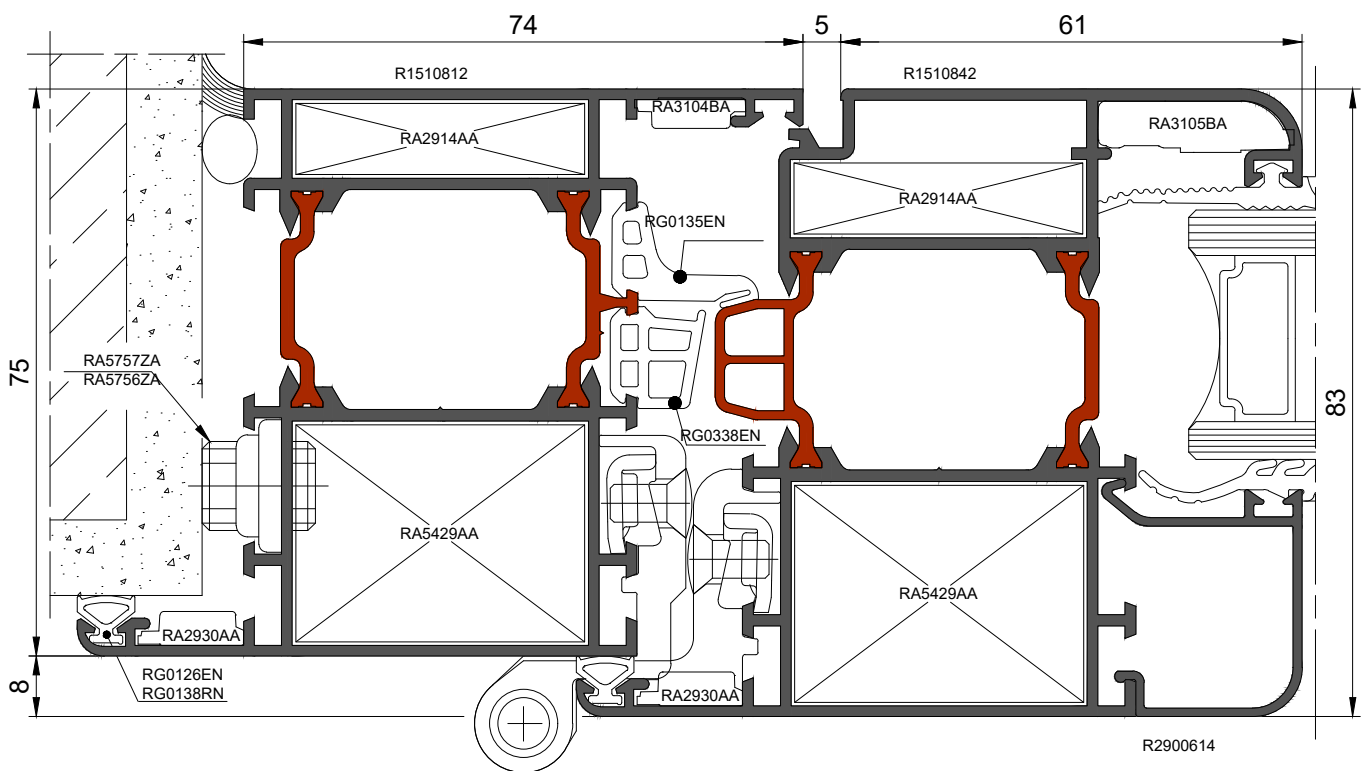 74
5
61
R1510812
R1510842
RA3104BA
RA3105BA
RA2914AA
RA2914AA
RG0135EN
75
RA5757ZA
RA5756ZA
83
RG0338EN
RA5429AA
RA5429AA
RA2930AA
RG0126EN
RG0138RN
8
RA2930AA
R2900614